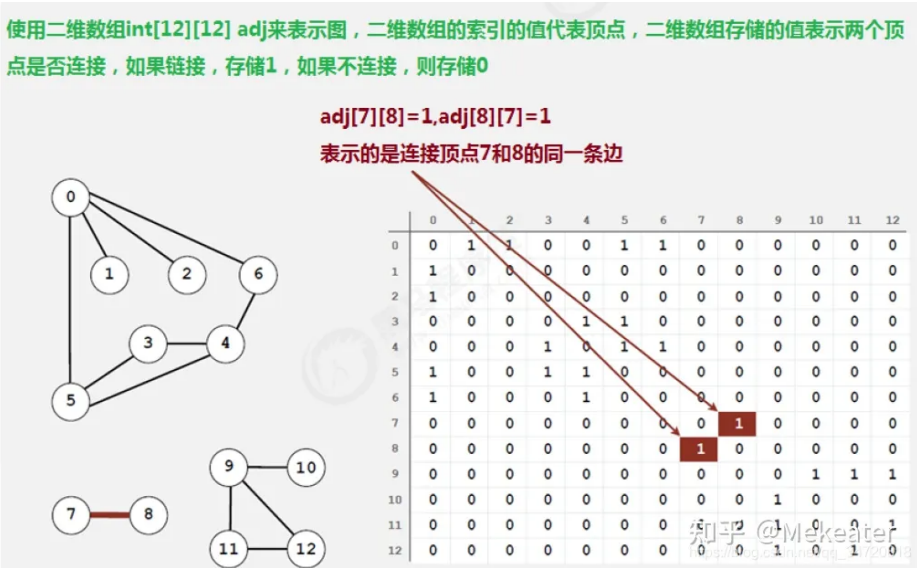 使用二维数组int[12][12] adj来表示图，二维数组的索引的值代表顶点，二维数组存储的值表示两个顶
点是否连接，如果链接，存储1，如果不连接，则存储0
adj[7][8]=1,adj[8][7]=1
表示的是连接顶点7和8的同一条边
0
1
2
6
3
4
5
9
10
7
8
11
12
0 1 2 3 4 5 6 7 8 9 10 11 12
0 0 1 1 0 0 1 1 0 0 0 0 0 0
1 1 0 0 0 0 0 0 0 0 0 0 0 0
2 1 0 0 0 0 0 0 0 0 0 0 0 0
3 0 0 0 0 1 1 0 0 0 0 0 0 0
4 0 0 0 1 0 1 1 0 0 0 0 0 0
5 1 0 0 1 1 0 0 0 0 0 0 0 0
6 1 0 0 0 1 0 0 0 0 0 0 0 0
7 0 0 0 0 0 0 0 0 1 0 0 0 0
8 0 0 0 0 0 0 0 1 0 0 0 0 0
9 0 0 0 0 0 0 0 0 0 0 1 1 1
10 0 0 0 0 0 0 0 0 0 1 0 0 0
11 0 0 0 0 0 0 0 0 0 1 0 0 1
12 0 0 0 0 0 0 0 0 0 1 0 1 0
知乎 @Mekeater